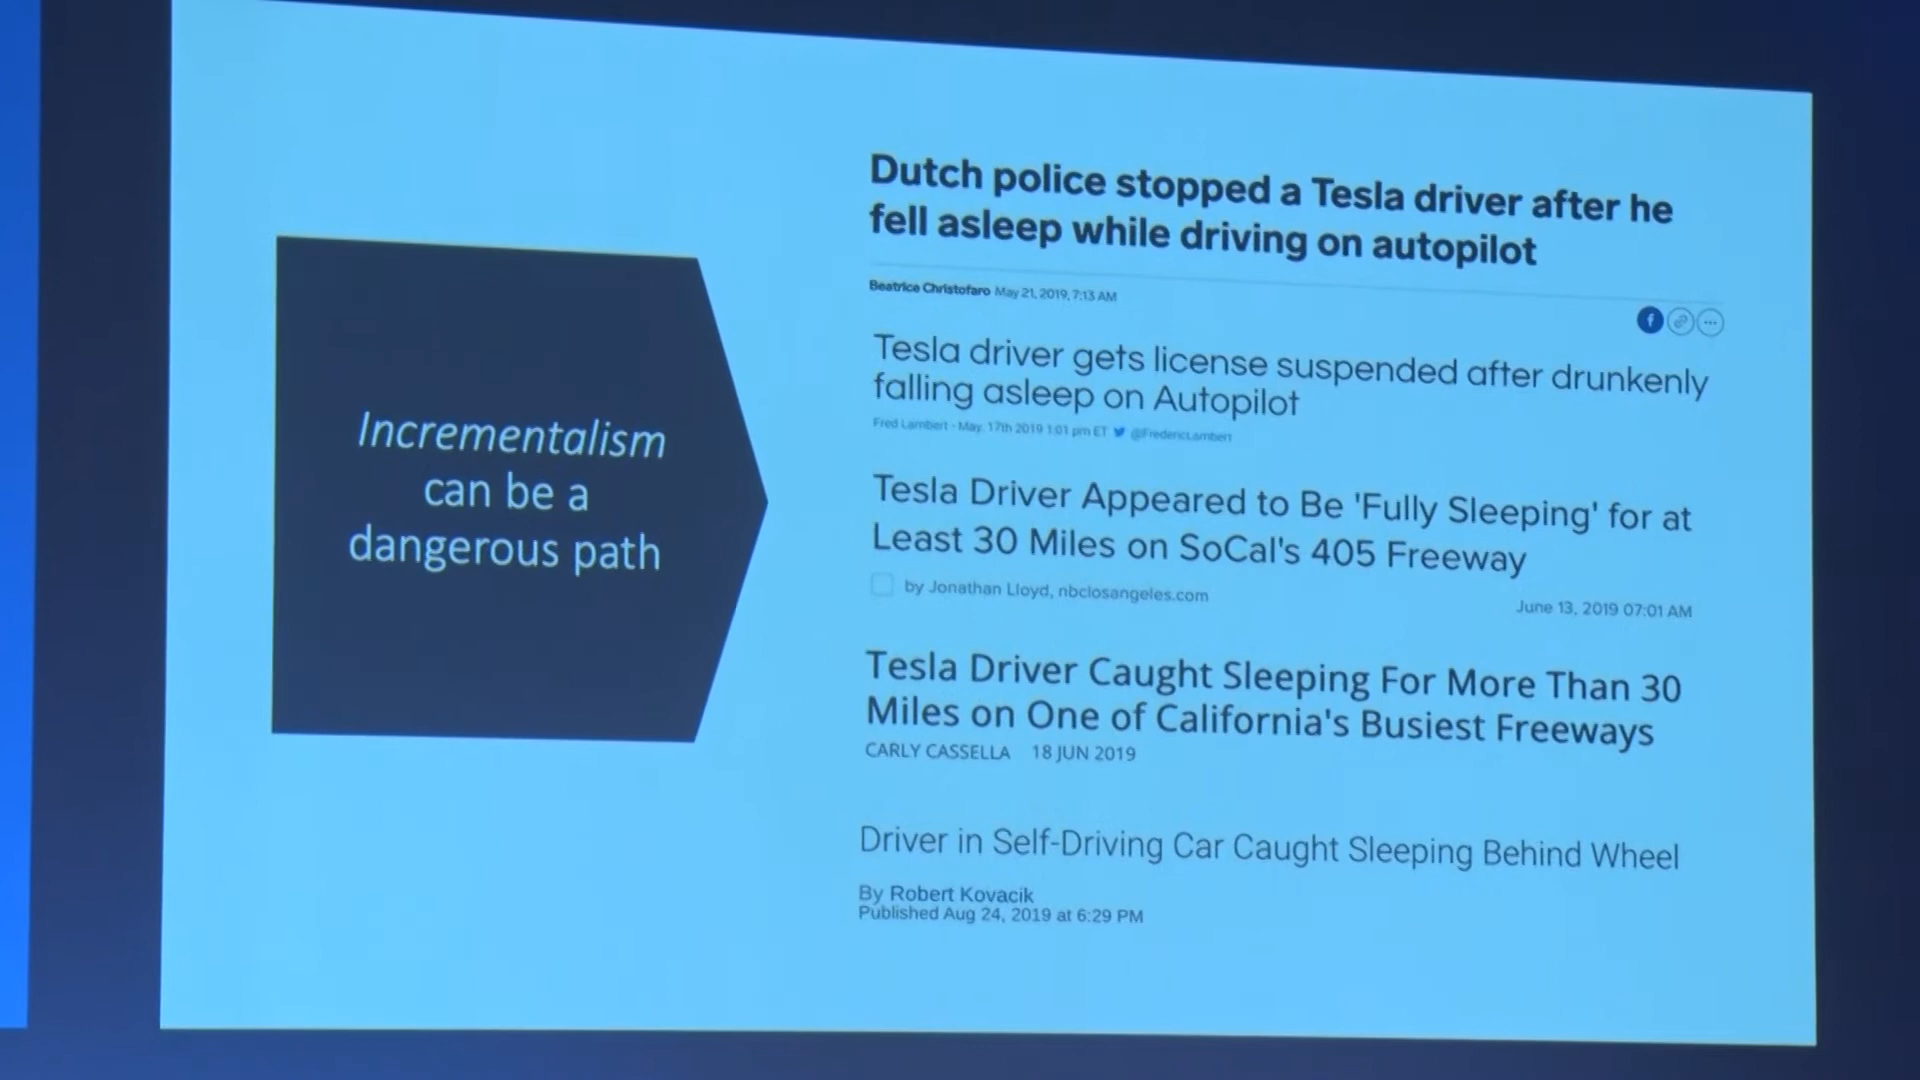 Incrementalism
can be a
dangerous path
Dutch police stopped a Tesla driver after he
fell asleep while driving on autopilot
Beatrice Christofaro May 21, 2019, 7:13 AM
Tesla driver gets license suspended after drunkenly
falling asleep on Autopilot
Fred Lambert - May. 17th 2019 1:01 pm ET @FredericLambert
Tesla Driver Appeared to Be 'Fully Sleeping' for at
Least 30 Miles on SoCal's 405 Freeway
by Jonathan Lloyd, nbclosangeles.com
June 13, 2019 07:01 AM
Tesla Driver Caught Sleeping For More Than 30
Miles on One of California's Busiest Freeways
CARLY CASSELLA 18 JUN 2019
Driver in Self-Driving Car Caught Sleeping Behind Wheel
By Robert Kovacik
Published Aug 24, 2019 at 6:29 PM